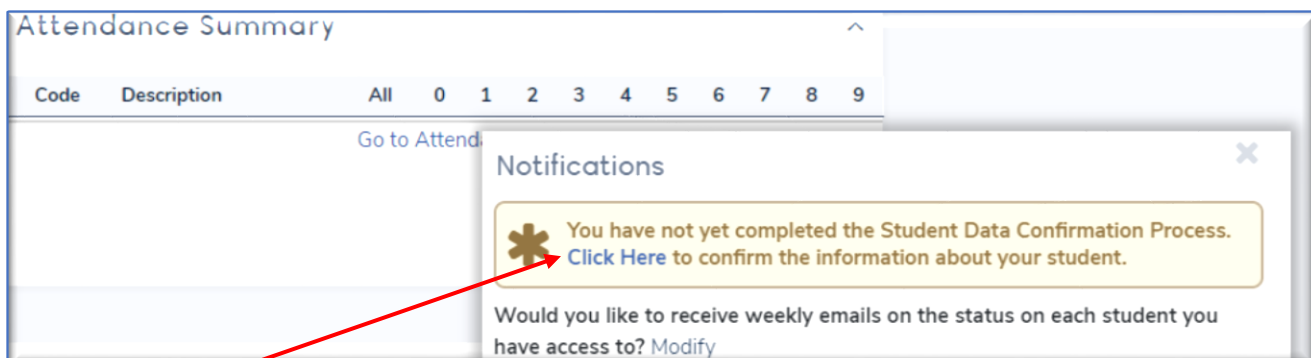 Attendance Summary
Code Description All 0 1 2 3 4 5 6 7 8 9
Go to
Notifications
You have not yet completed the Student Data Confirmation Process.
Click Here to confirm the information about your student.
Would you like to receive weekly emails on the status on each student you
have access to? Modify